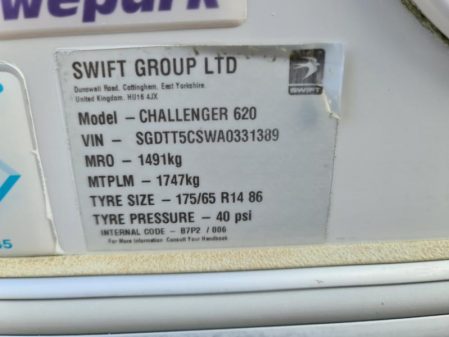 wepark
SWIFT GROUP LTD
Dunswell Road, Cottingham, East Yorkshire.
United Kingdom. HU16 4JX
SWIFT
Model – CHALLENGER 620
VIN – SGDTT5CSWA0331389
MRO – 1491kg
MTPLM – 1747kg
TYRE SIZE – 175/65 R14 86
TYRE PRESSURE – 40 psi
INTERNAL CODE – B7P2 / 006
For More Information Consult Your Handbook